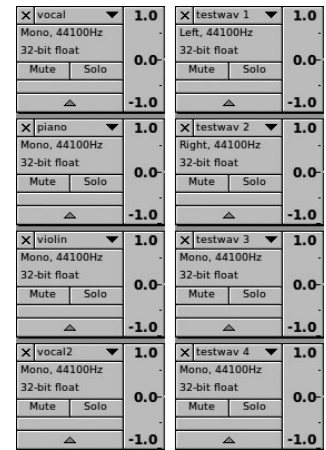 X vocal 1.0
Mono, 44100Hz
32-bit float 0.0
Mute Solo
-1.0
X piano 1.0
Mono, 44100Hz
32-bit float 0.0
Mute Solo
-1.0
X violin 1.0
Mono, 44100Hz
32-bit float 0.0
Mute Solo
-1.0
X vocal2 1.0
Mono, 44100Hz
32-bit float 0.0
Mute Solo
-1.0
X testwav 1 1.0
Left, 44100Hz
32-bit float 0.0
Mute Solo
-1.0
X testwav 2 1.0
Right, 44100Hz
32-bit float 0.0
Mute Solo
-1.0
X testwav 3 1.0
Mono, 44100Hz
32-bit float 0.0
Mute Solo
-1.0
X testwav 4 1.0
Mono, 44100Hz
32-bit float 0.0
Mute Solo
-1.0